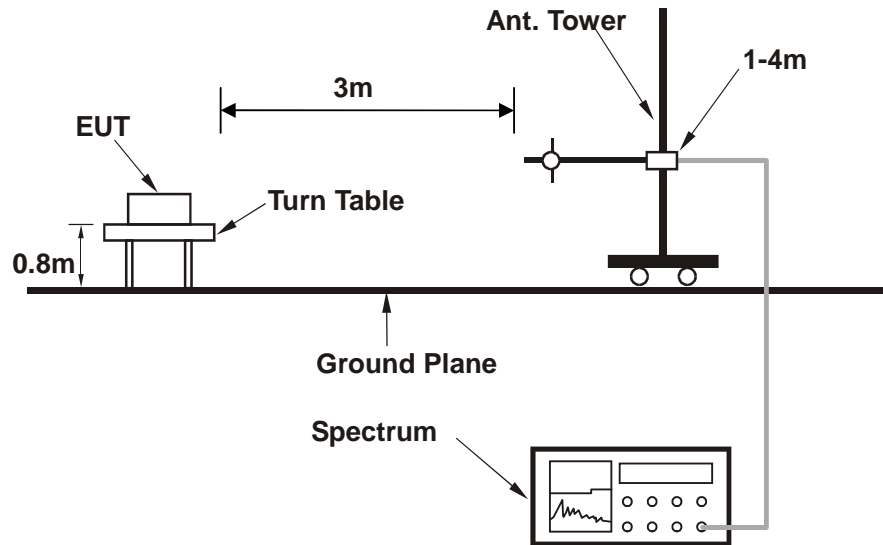 Ant. Tower
1-4m
3m
EUT
Turn Table
0.8m
Ground Plane
Spectrum